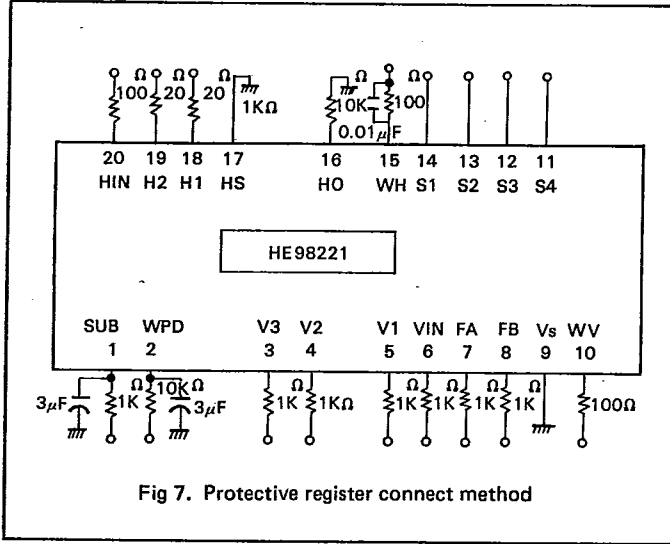 Ω Ω Ω Ω Ω Ω
100 20 20 1KΩ 10K 100
0.01μF
20 19 18 17 16 15 14 13 12 11
HIN H2 H1 HS HO WH S1 S2 S3 S4
HE98221
SUB WPD V3 V2 V1 VIN FA FB Vs WV
1 2 3 4 5 6 7 8 9 10
Ω Ω Ω Ω Ω Ω
3μF 1K 10K 3μF 1K 1KΩ 1K 1K 1K 1K 100Ω
Fig 7. Protective register connect method